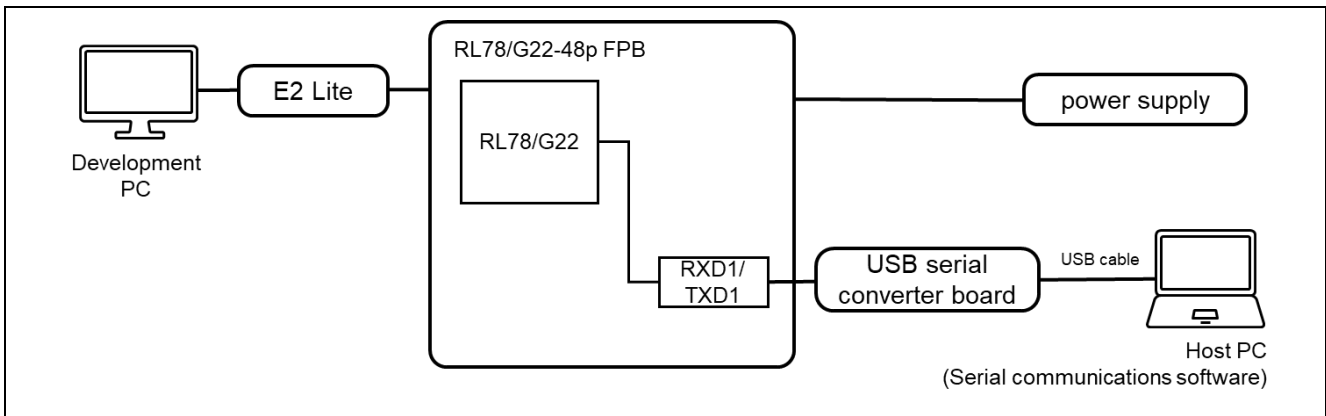 RL78/G22-48p FPB
E2 Lite
Development
PC
RL78/G22
power supply
RXD1/
TXD1
USB serial
converter board
USB cable
Host PC
(Serial communications software)